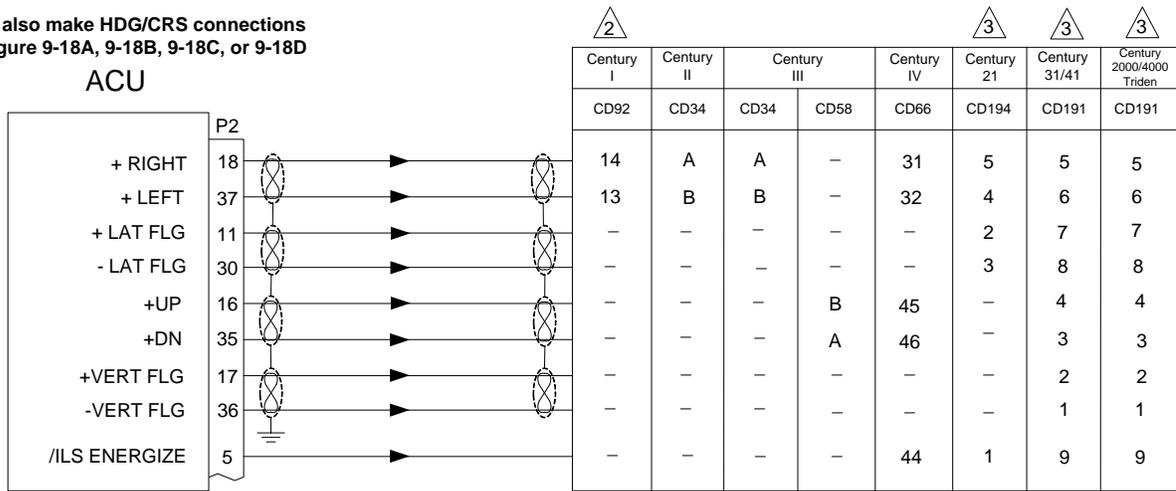 also make HDG/CRS connections
gure 9-18A, 9-18B, 9-18C, or 9-18D
ACU
P2
2 3 3 3
Century I Century II Century III Century IV Century 21 Century 31/41 Century 2000/4000 Triden
CD92 CD34 CD34 CD58 CD66 CD194 CD191 CD191
+ RIGHT 18 14 A A – 31 5 5 5
+ LEFT 37 13 B B – 32 4 6 6
+ LAT FLG 11 – – – – – 2 7 7
- LAT FLG 30 – – – – – 3 8 8
+UP 16 – – – B 45 – 4 4
+DN 35 – – – A 46 – 3 3
+VERT FLG 17 – – – – – – 2 2
-VERT FLG 36 – – – – – – 1 1
/ILS ENERGIZE 5 – – – – 44 1 9 9